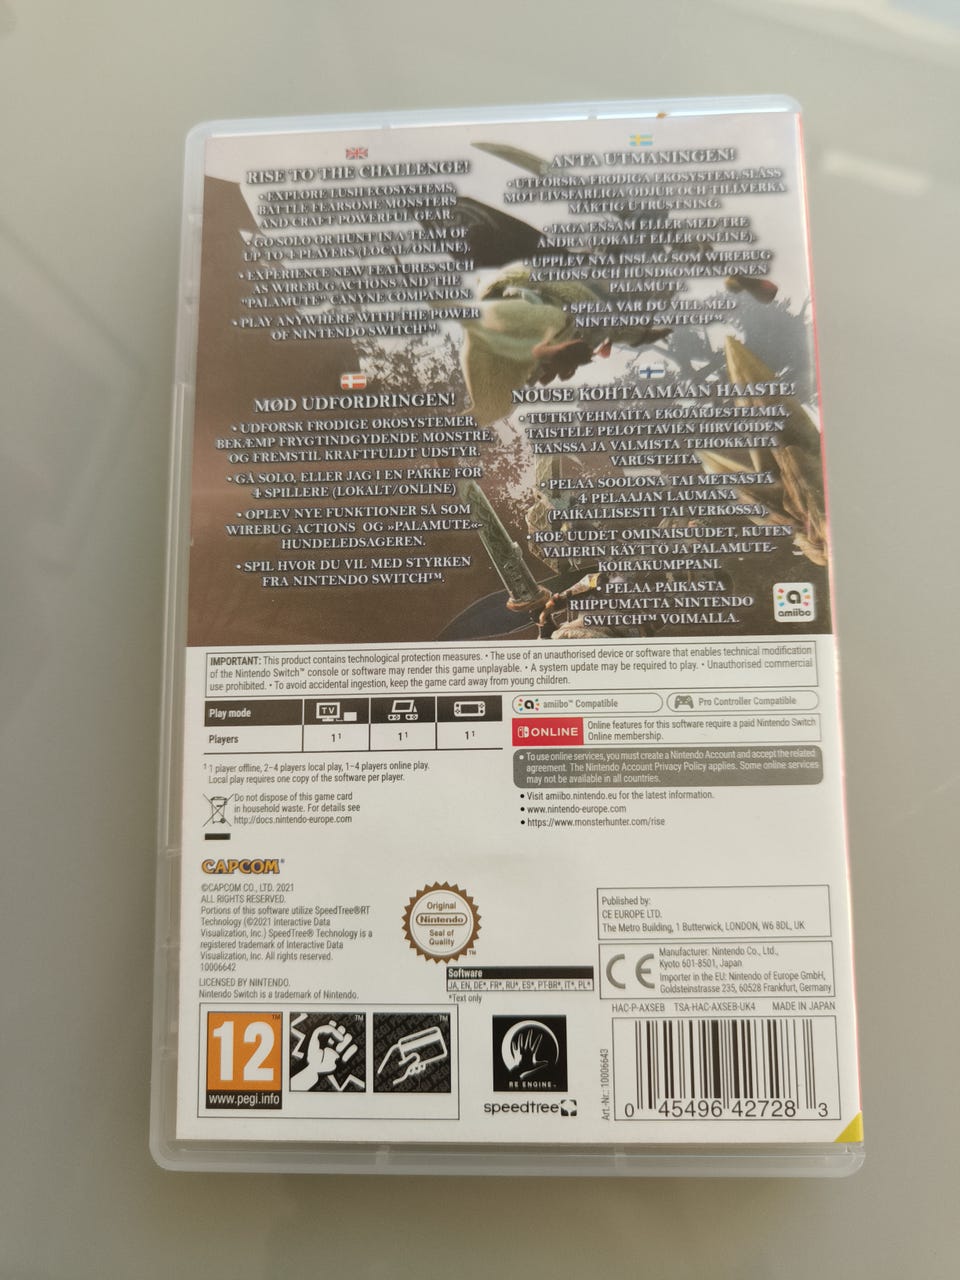 RISE TO THE CHALLENGE!
• EXPLORE LUSH ECOSYSTEMS,
BATTLE FEARSOME MONSTERS
AND CRAFT POWERFUL GEAR.
• GO SOLO OR HUNT IN A TEAM OF
UP TO 4 PLAYERS (LOCAL/ONLINE).
• EXPERIENCE NEW FEATURES SUCH
AS WIREBUG ACTIONS AND THE
"PALAMUTE" CANYNE COMPANION.
• PLAY ANYWHERE WITH THE POWER
OF NINTENDO SWITCH™.
ANTA UTMANINGEN!
• UTFORSKA FRODIGA EKOSYSTEM, SLÅSS
MOT LIVSFARLIGA ODJUR OCH TILLVERKA
MÄKTIG UTRUSTNING.
• JAGA ENSAM ELLER MED TRE
ANDRA (LOKALT ELLER ONLINE).
• UPPLEV NYA INSLAG SOM WIREBUG
ACTIONS OCH HUNDKOMPANJONEN
PALAMUTE.
• SPELA VAR DU VILL MED
NINTENDO SWITCH™.
MØD UDFORDRINGEN!
• UDFORSK FRODIGE ØKOSYSTEMER,
BEKÆMP FRYGTINDGYDENDE MONSTRE,
OG FREMSTIL KRAFTFULDT UDSTYR.
• GÅ SOLO, ELLER JAG I EN PAKKE FOR
4 SPILLERE (LOKALT/ONLINE)
• OPLEV NYE FUNKTIONER SÅ SOM
WIREBUG ACTIONS OG »PALAMUTE«-
HUNDELEDSAGEREN.
• SPIL HVOR DU VIL MED STYRKEN
FRA NINTENDO SWITCH™.
NOUSE KOHTAAMAAN HAASTE!
• TUTKI VEHMAITA EKOJÄRJESTELMIÄ,
TAISTELE PELOTTAVIEN HIRVIÖIDEN
KANSSA JA VALMISTA TEHOKKAITA
VARUSTEITA.
• PELAA SOOLONA TAI METSÄSTÄ
4 PELAAJAN LAUMANA
(PAIKALLISESTI TAI VERKOSSA).
• KOE UUDET OMINAISUUDET, KUTEN
VAIJERIN KÄYTTÖ JA PALAMUTE-
KOIRAKUMPPANI.
• PELAA PAIKASTA
RIIPPUMATTA NINTENDO
SWITCH™ VOIMALLA.
amiibo
IMPORTANT: This product contains technological protection measures. • The use of an unauthorised device or software that enables technical modification
of the Nintendo Switch™ console or software may render this game unplayable. • A system update may be required to play. • Unauthorised commercial
use prohibited. • To avoid accidental ingestion, keep the game card away from young children.
Play mode
TV
Players
1¹
1¹
1¹
¹ 1 player offline, 2–4 players local play, 1–4 players online play.
Local play requires one copy of the software per player.
Do not dispose of this game card
in household waste. For details see
http://docs.nintendo-europe.com
amiibo™ Compatible
Pro Controller Compatible
ONLINE
Online features for this software require a paid Nintendo Switch
Online membership.
• To use online services, you must create a Nintendo Account and accept the related
agreement. The Nintendo Account Privacy Policy applies. Some online services
may not be available in all countries.
• Visit amiibo.nintendo.eu for the latest information.
• www.nintendo-europe.com
• https://www.monsterhunter.com/rise
CAPCOM®
©CAPCOM CO., LTD. 2021
ALL RIGHTS RESERVED.
Portions of this software utilize SpeedTree®RT
Technology (©2021 Interactive Data
Visualization, Inc.) SpeedTree® Technology is a
registered trademark of Interactive Data
Visualization, Inc. All rights reserved.
10006642
LICENSED BY NINTENDO.
Nintendo Switch is a trademark of Nintendo.
Original
Nintendo
Seal of
Quality
™
Software
JA, EN, DE*, FR*, RU*, ES*, PT-BR*, IT*, PL*
*Text only
Published by:
CE EUROPE LTD.
The Metro Building, 1 Butterwick, LONDON, W6 8DL, UK
CE
Manufacturer: Nintendo Co., Ltd.,
Kyoto 601-8501, Japan
Importer in the EU: Nintendo of Europe GmbH,
Goldsteinstrasse 235, 60528 Frankfurt, Germany
HAC-P-AXSEB TSA-HAC-AXSEB-UK4 MADE IN JAPAN
12
www.pegi.info
RE ENGINE™
speedtree
Art.-Nr.: 10006643
0 45496 42728 3